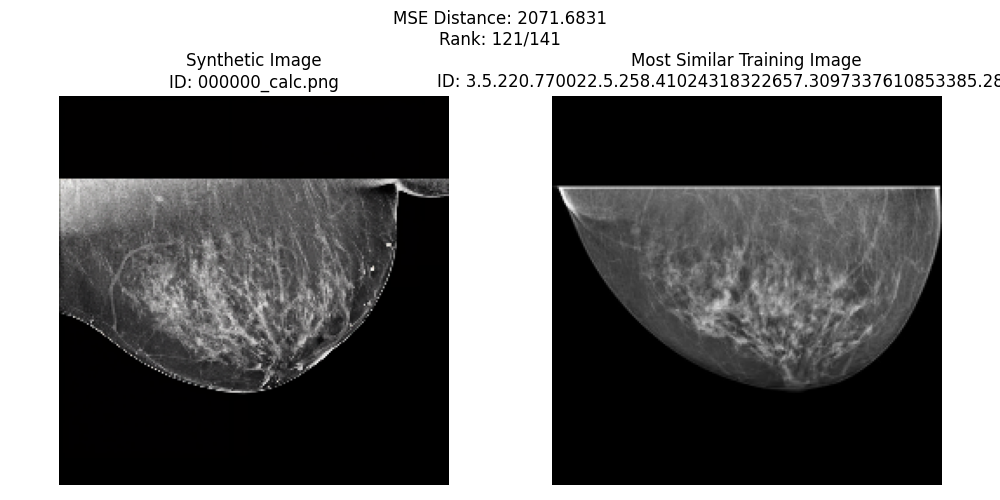 MSE Distance: 2071.6831
Rank: 121/141
Synthetic Image
ID: 000000_calc.png
Most Similar Training Image
ID: 3.5.220.770022.5.258.41024318322657.3097337610853385.28